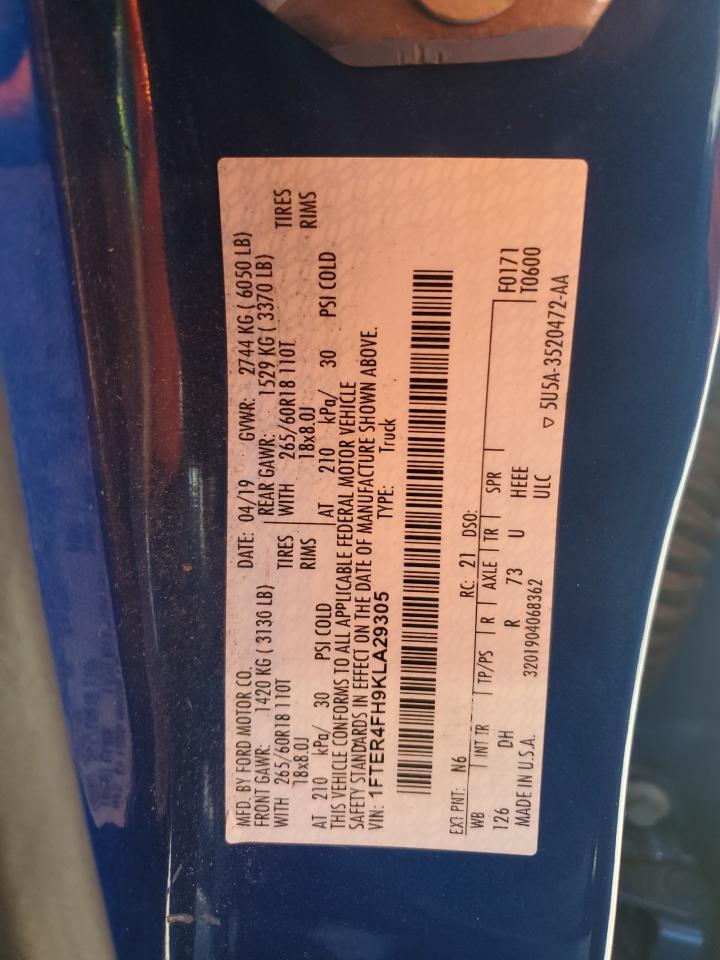 MFD. BY FORD MOTOR CO. DATE: 04/19 GVWR: 2744 KG ( 6050 LB)
FRONT GAWR: 1420 KG ( 3130 LB) REAR GAWR: 1529 KG ( 3370 LB)
WITH 265/60R18 110T TIRES WITH 265/60R18 110T TIRES
18x8.0J RIMS 18x8.0J RIMS
AT 210 kPa/ 30 PSI COLD AT 210 kPa/ 30 PSI COLD
THIS VEHICLE CONFORMS TO ALL APPLICABLE FEDERAL MOTOR VEHICLE
SAFETY STANDARDS IN EFFECT ON THE DATE OF MANUFACTURE SHOWN ABOVE.
VIN: 1FTER4FH9KLA29305 TYPE: Truck
EXT PNT: N6 RC: 21 DSO:
WB INT TR TP/PS R AXLE TR SPR F0171
126 DH R 73 U HEEE T0600
MADE IN U.S.A. 3201904068362 ULC
▽ 5U5A-3520472-AA